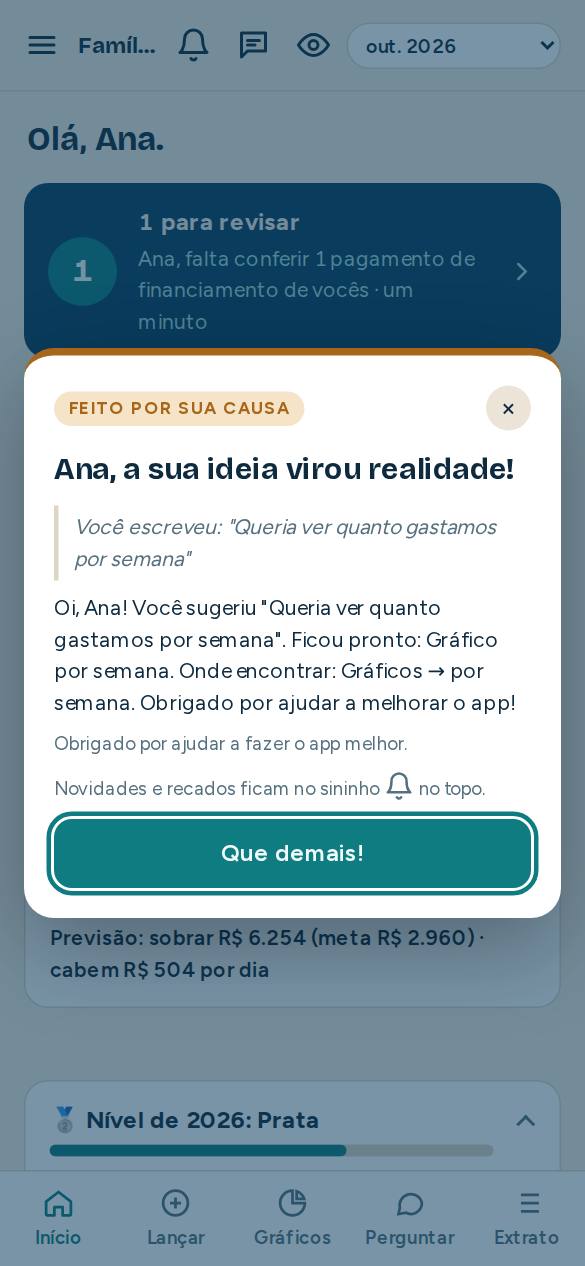 Famíl...
out. 2026
Olá, Ana.
1
1 para revisar
Ana, falta conferir 1 pagamento de
financiamento de vocês · um
minuto
FEITO POR SUA CAUSA
×
Ana, a sua ideia virou realidade!
Você escreveu: "Queria ver quanto gastamos
por semana"
Oi, Ana! Você sugeriu "Queria ver quanto
gastamos por semana". Ficou pronto: Gráfico
por semana. Onde encontrar: Gráficos → por
semana. Obrigado por ajudar a melhorar o app!
Obrigado por ajudar a fazer o app melhor.
Novidades e recados ficam no sininho no topo.
Que demais!
Previsão: sobrar R$ 6.254 (meta R$ 2.960) ·
cabem R$ 504 por dia
Nível de 2026: Prata
Início
Lançar
Gráficos
Perguntar
Extrato